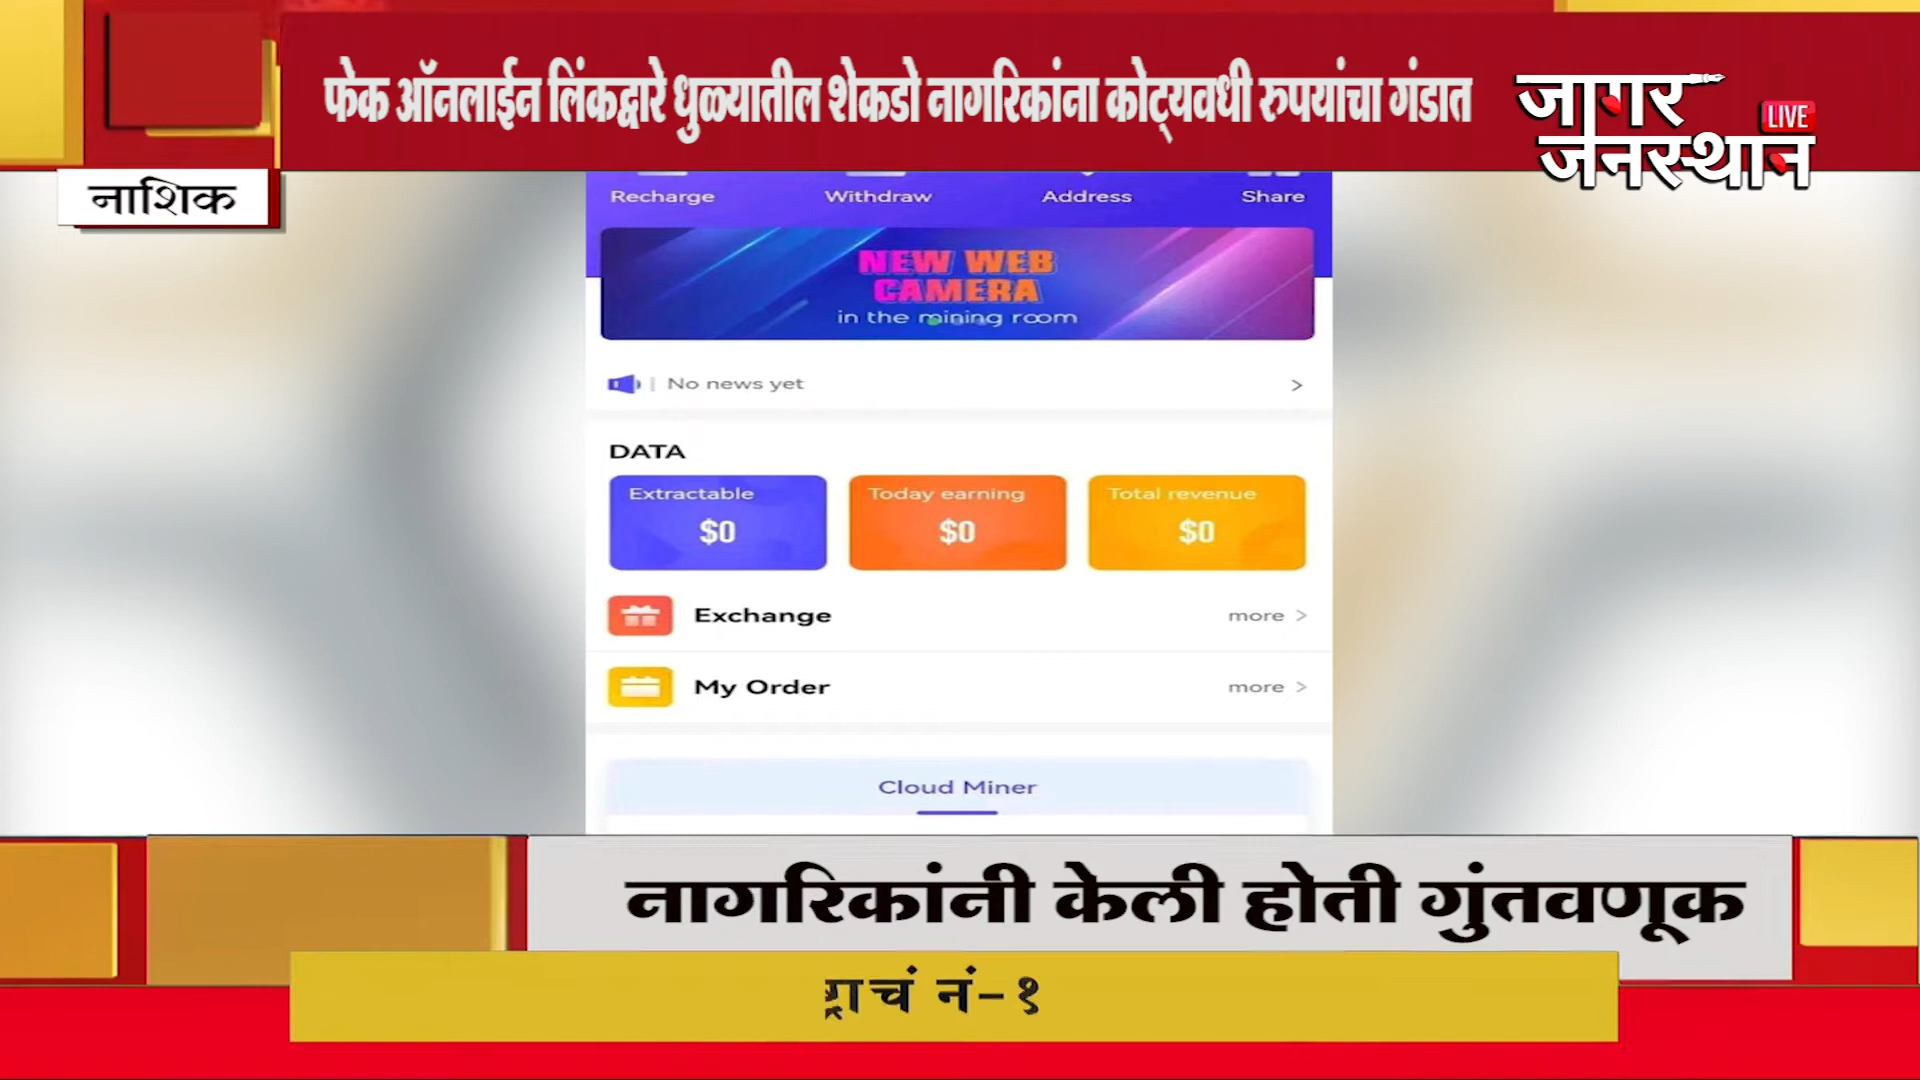 फेक ऑनलाईन लिंकद्वारे धुळ्यातील शेकडो नागरिकांना कोट्यवधी रुपयांचा गंडात
जागर
जनस्थान
LIVE
नाशिक
Recharge Withdraw Address Share
NEW WEB
CAMERA
in the mining room
No news yet
DATA
Extractable Today earning Total revenue
$0 $0 $0
Exchange more >
My Order more >
Cloud Miner
नागरिकांनी केली होती गुंतवणूक
चं नं-१